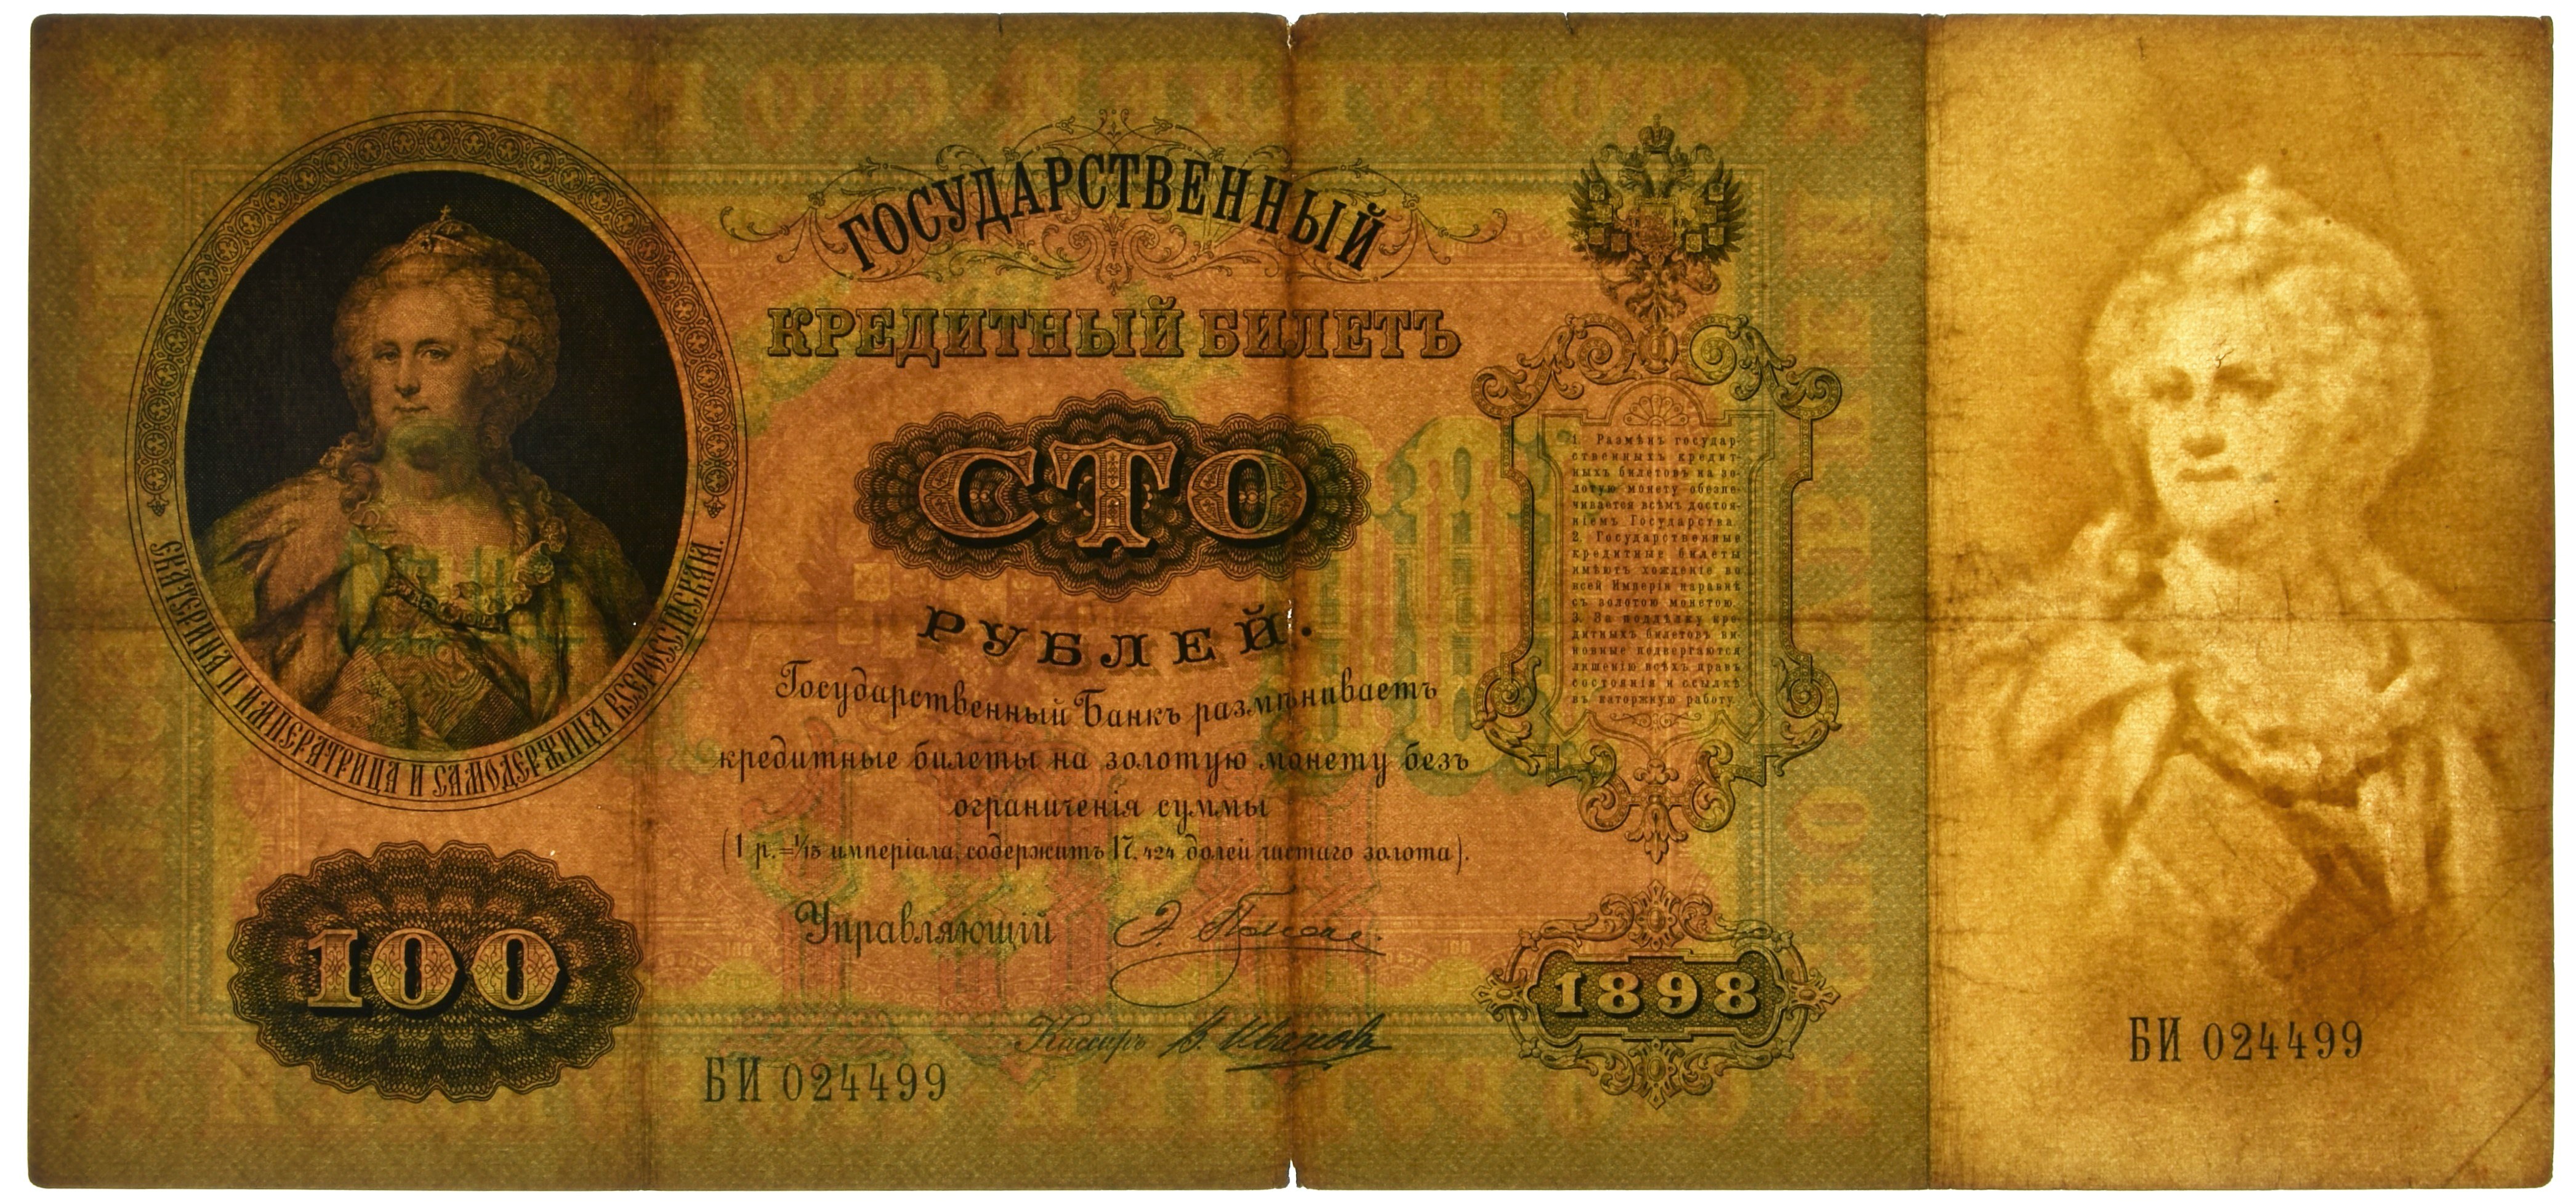 ГОСУДАРСТВЕННЫЙ
КРЕДИТНЫЙ БИЛЕТЪ
СТО
РУБЛЕЙ.
Государственный Банкъ размѣниваетъ
кредитные билеты на золотую монету безъ
ограниченія суммы
(1 р.=1/15 имперіала, содержитъ 17,424 долей чистаго золота).
Управляющій
Кассиръ В. Ивановъ
БИ 024499
ЕКАТЕРИНА II ИМПЕРАТРИЦА И САМОДЕРЖИЦА ВСЕРОССІЙСКАЯ.
100
1. Размѣнъ государ-
ственныхъ кредит-
ныхъ билетовъ на зо-
лотую монету обезпе-
чивается всѣмъ достоя-
ніемъ Государства.
2. Государственные
кредитные билеты
имѣютъ хожденіе во
всей Имперіи наравнѣ
съ золотою монетою.
3. За поддѣлку кре-
дитныхъ билетовъ ви-
новные подвергаются
лишенію всѣхъ правъ
состоянія и ссылкѣ
въ каторжную работу.
1898
БИ 024499